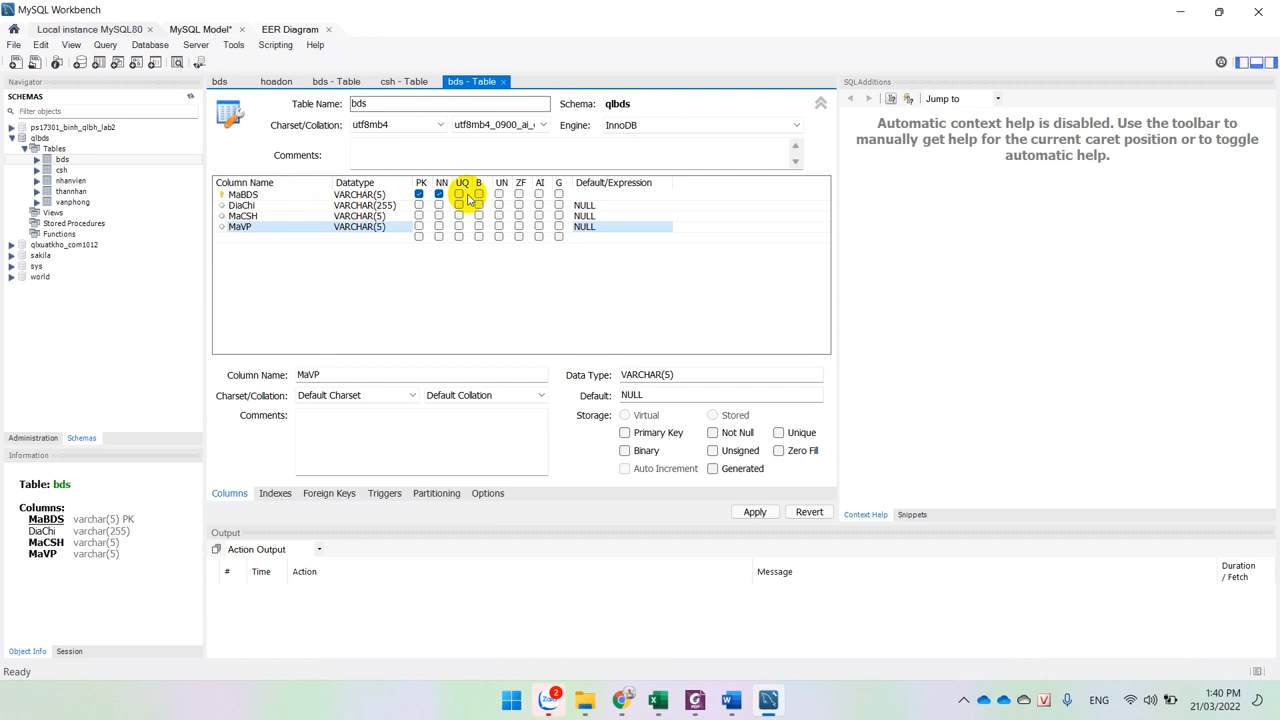 MySQL Workbench
Local instance MySQL80 × MySQL Model* × EER Diagram ×
File Edit View Query Database Server Tools Scripting Help
Navigator
SCHEMAS
Filter objects
ps17301_binh_qlbh_lab2
qlbds
Tables
bds
csh
nhanvien
thannhan
vanphong
Views
Stored Procedures
Functions
qlxuatkho_com1012
sakila
sys
world
Administration Schemas
Information
Table: bds
Columns:
MaBDS varchar(5) PK
DiaChi varchar(255)
MaCSH varchar(5)
MaVP varchar(5)
Object Info Session
bds hoadon bds - Table csh - Table bds - Table ×
Table Name: bds Schema: qlbds
Charset/Collation: utf8mb4 utf8mb4_0900_ai_ Engine: InnoDB
Comments:
Column Name Datatype PK NN UQ B UN ZF AI G Default/Expression
MaBDS VARCHAR(5)
DiaChi VARCHAR(255) NULL
MaCSH VARCHAR(5) NULL
MaVP VARCHAR(5) NULL
Column Name: MaVP Data Type: VARCHAR(5)
Charset/Collation: Default Charset Default Collation Default: NULL
Comments: Storage: Virtual Stored
Primary Key Not Null Unique
Binary Unsigned Zero Fill
Auto Increment Generated
Columns Indexes Foreign Keys Triggers Partitioning Options
Apply Revert
SQL Additions
Jump to
Automatic context help is disabled. Use the toolbar to
manually get help for the current caret position or to toggle
automatic help.
Context Help Snippets
Output
Action Output
# Time Action Message Duration / Fetch
Ready
Zalo 2
ENG 1:40 PM
21/03/2022